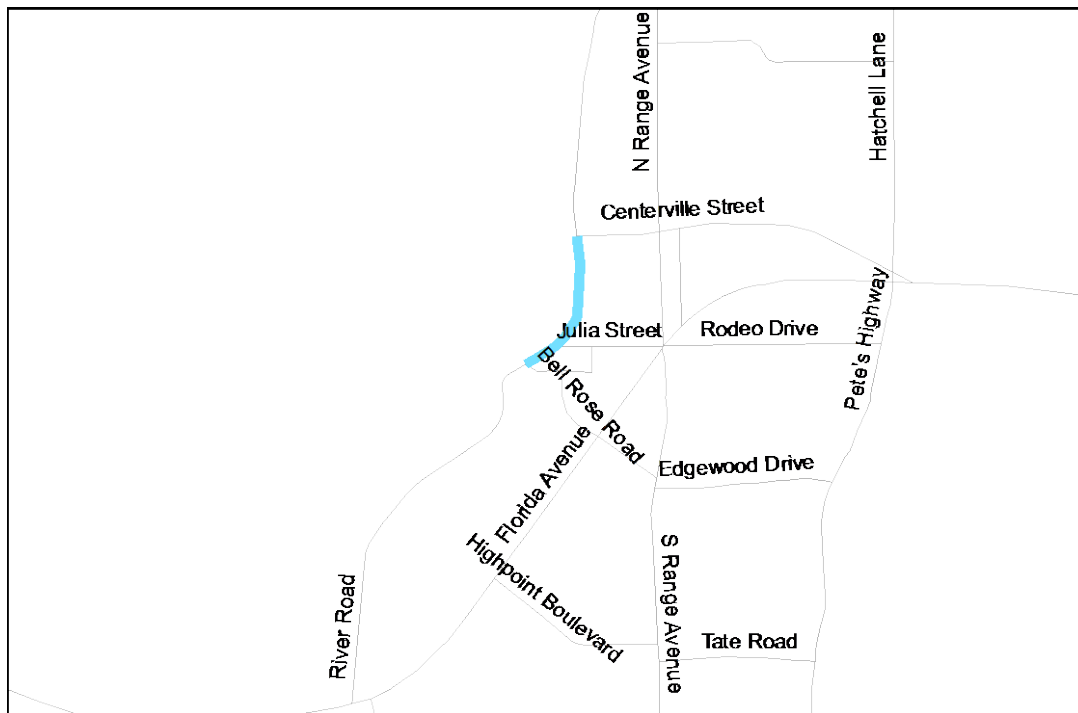 N Range Avenue
Hatchell Lane
Centerville Street
Julia Street
Rodeo Drive
Pete's Highway
Bell Rose Road
Florida Avenue
Edgewood Drive
Highpoint Boulevard
S Range Avenue
River Road
Tate Road